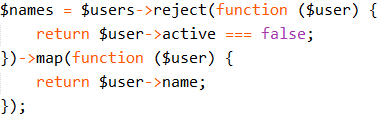 $names = $users->reject(function ($user) {
    return $user->active === false;
})->map(function ($user) {
    return $user->name;
});